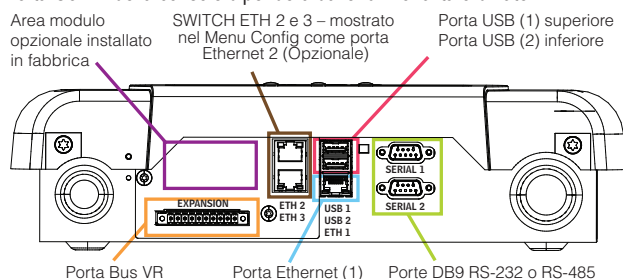 Area modulo
opzionale installato
in fabbrica
SWITCH ETH 2 e 3 – mostrato
nel Menu Config come porta
Ethernet 2 (Opzionale)
Porta USB (1) superiore
Porta USB (2) inferiore
EXPANSION
ETH 2
ETH 3
USB 1
USB 2
ETH 1
SERIAL 1
SERIAL 2
Porta Bus VR
Porta Ethernet (1)
Porte DB9 RS-232 o RS-485